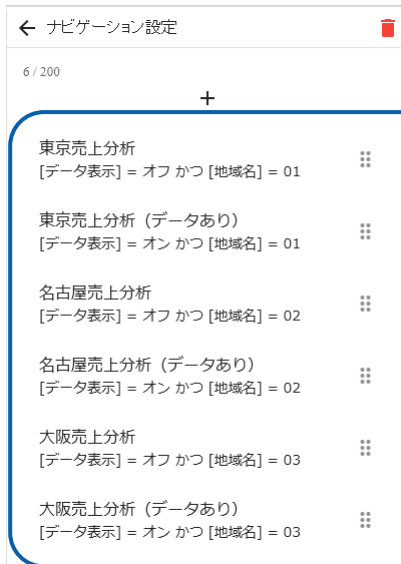 ナビゲーション設定
6 / 200
東京売上分析
[データ表示] = オフ かつ [地域名] = 01
東京売上分析（データあり）
[データ表示] = オン かつ [地域名] = 01
名古屋売上分析
[データ表示] = オフ かつ [地域名] = 02
名古屋売上分析（データあり）
[データ表示] = オン かつ [地域名] = 02
大阪売上分析
[データ表示] = オフ かつ [地域名] = 03
大阪売上分析（データあり）
[データ表示] = オン かつ [地域名] = 03